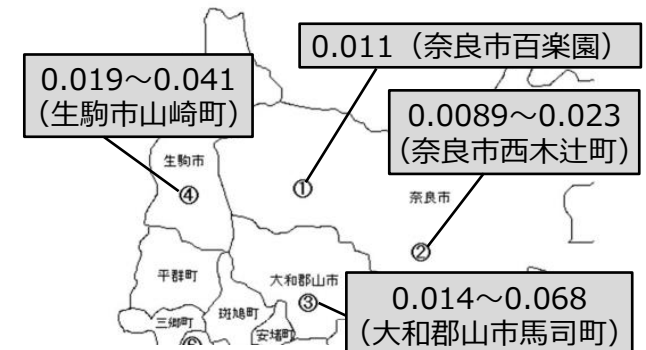 0.011（奈良市百楽園）
0.019～0.041
（生駒市山崎町）
0.0089～0.023
（奈良市西木辻町）
生駒市
④
①
奈良市
②
平群町
大和郡山市
③
0.014～0.068
（大和郡山市馬司町）
三郷町
斑鳩町
安堵町